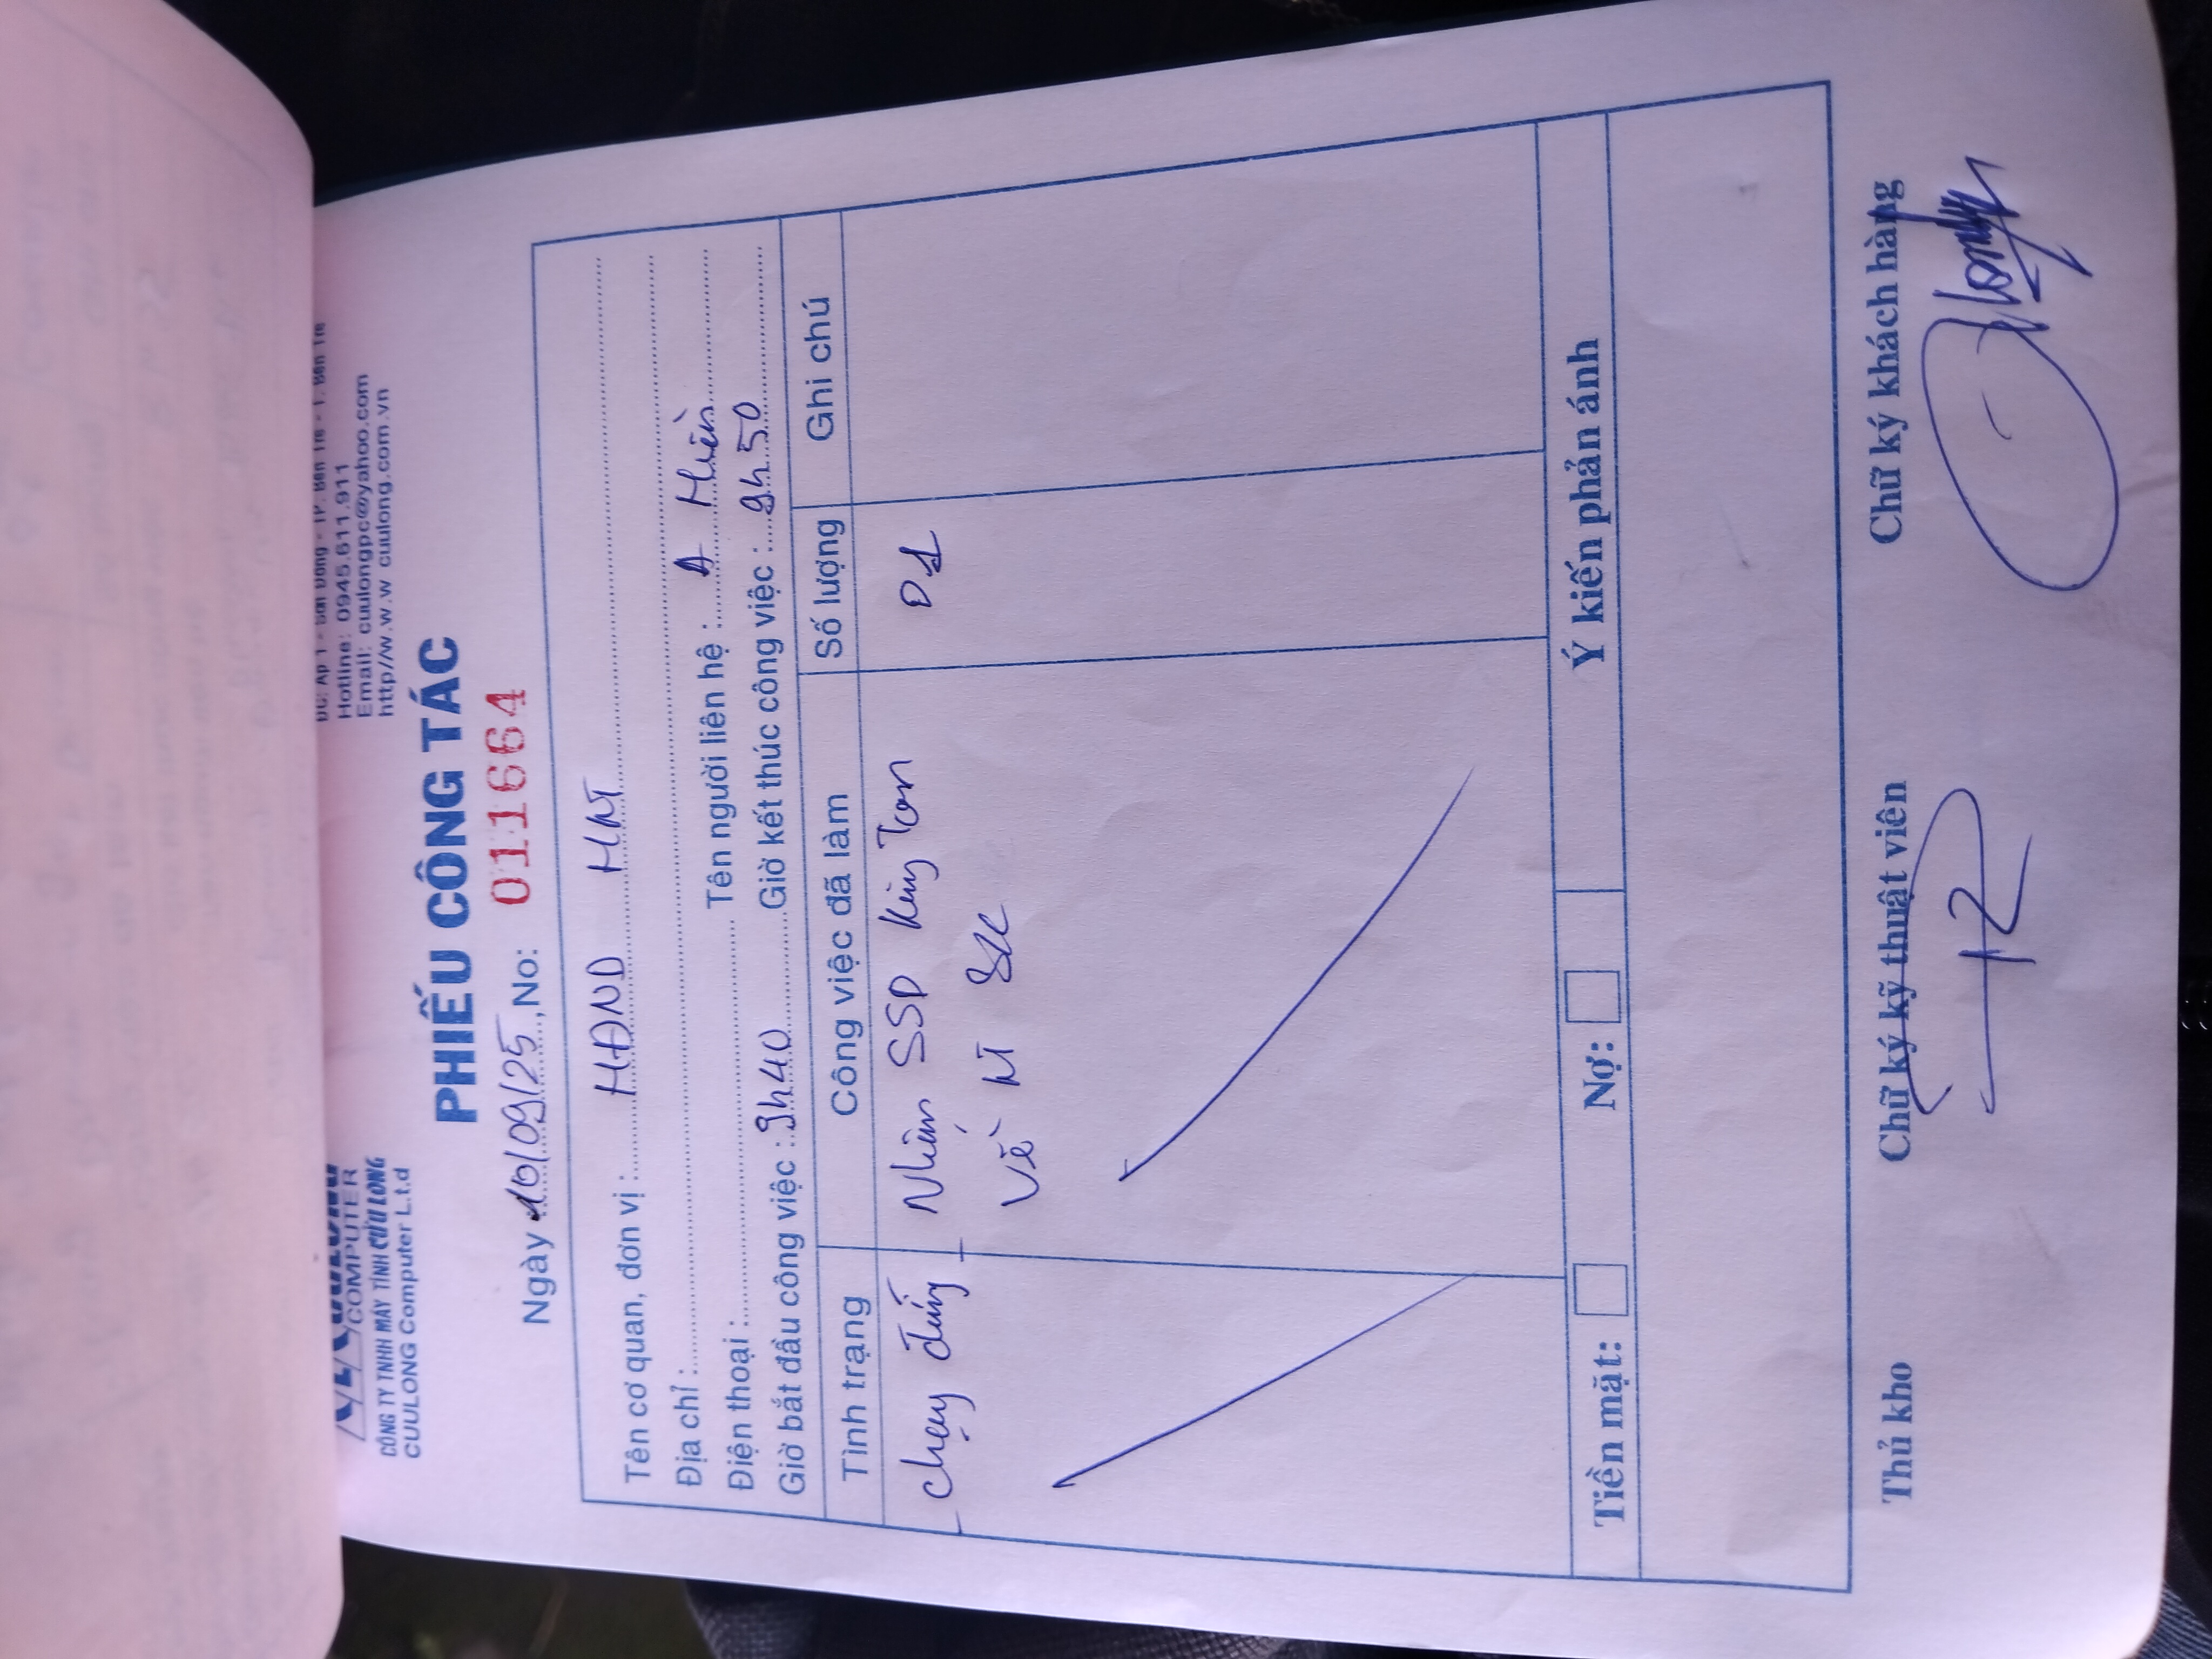 COMPUTER
CÔNG TY TNHH MÁY TÍNH CỬU LONG
CUULONG Computer L.t.d
Hotline: 0945.611.911
Email: cuulongpc@yahoo.com
http//w.w.w cuulong.com.vn
PHIẾU CÔNG TÁC
Ngày 10/09/25, No: 011664
Tên cơ quan, đơn vị: HĐND
Địa chỉ:
Điện thoại: Tên người liên hệ: A
Giờ bắt đầu công việc: 9h40 Giờ kết thúc công việc: 9h50
Tình trạng Công việc đã làm Số lượng Ghi chú
- chạy đúng - Nhận SSD KingTon 01
Về
Tiền mặt: Nợ: Ý kiến phản ánh
Thủ kho Chữ ký kỹ thuật viên Chữ ký khách hàng